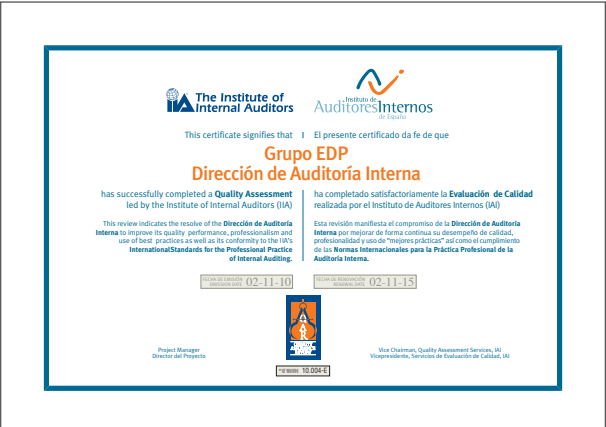 The Institute of
Internal Auditors
Instituto de
AuditoresInternos
de España
This certificate signifies that
El presente certificado da fe de que
Grupo EDP
Dirección de Auditoría Interna
has successfully completed a Quality Assessment
led by the Institute of Internal Auditors (IIA)
ha completado satisfactoriamente la Evaluación de Calidad
realizada por el Instituto de Auditores Internos (IAI)
This review indicates the resolve of the Dirección de Auditoría
Interna to improve its quality performance, professionalism and
use of best practices as well as its conformity to the IIA's
InternationalStandards for the Professional Practice
of Internal Auditing.
Esta revisión manifiesta el compromiso de la Dirección de Auditoría
Interna por mejorar de forma continua su desempeño de calidad,
profesionalidad y uso de "mejores prácticas" así como el cumplimiento
de las Normas Internacionales para la Práctica Profesional de la
Auditoría Interna.
FECHA DE EMISIÓN
EMISSION DATE
02-11-10
FECHA DE RENOVACIÓN
RENEWAL DATE
02-11-15
Project Manager
Director del Proyecto
Vice Chairman, Quality Assessment Services, IAI
Vicepresidente, Servicios de Evaluación de Calidad, IAI
10.004-E